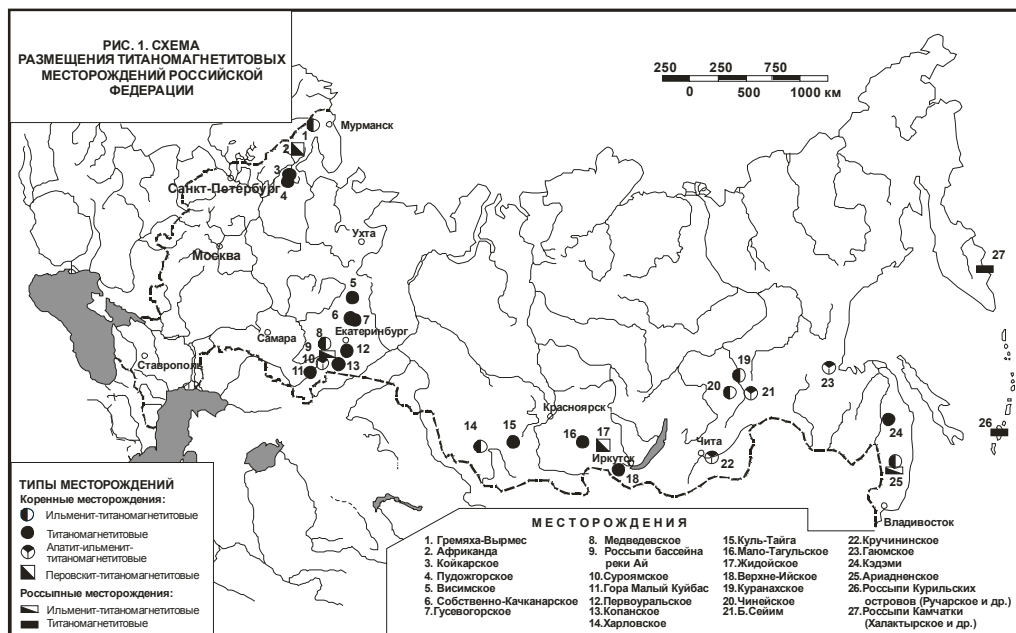 РИС. 1. СХЕМА
РАЗМЕЩЕНИЯ ТИТАНОМАГНЕТИТОВЫХ
МЕСТОРОЖДЕНИЙ РОССИЙСКОЙ
ФЕДЕРАЦИИ
250 250 750
0 500 1000 км
1
Мурманск
2
3
Санкт-Петербург
4
Ухта
Москва
27
5
6 7
8 Екатеринбург
Самара
9
12
10
11 13
Ставрополь
19
23
20 21
Красноярск
14 15 16 17
Иркутск
18
Чита
22
24
26
25
Владивосток
ТИПЫ МЕСТОРОЖДЕНИЙ
Коренные месторождения:
Ильменит-титаномагнетитовые
Титаномагнетитовые
Апатит-ильменит-
титаномагнетитовые
Перовскит-титаномагнетитовые
Россыпные месторождения:
Ильменит-титаномагнетитовые
Титаномагнетитовые
МЕСТОРОЖДЕНИЯ
1. Гремяха-Вырмес
2. Африканда
3. Койкарское
4. Пудожгорское
5. Висимское
6. Собственно-Качканарское
7.Гусевогорское
8. Медведевское
9. Россыпи бассейна
реки Ай
10.Суроямское
11.Гора Малый Куйбас
12.Первоуральское
13.Копанское
14.Харловское
15.Куль-Тайга
16.Мало-Тагульское
17.Жидойское
18.Верхне-Ийское
19.Куранахское
20.Чинейское
21.Б.Сейим
22.Кручининское
23.Гаюмское
24.Кэдэми
25.Ариадненское
26.Россыпи Курильских
островов (Ручарское и др.)
27.Россыпи Камчатки
(Халактырское и др.)